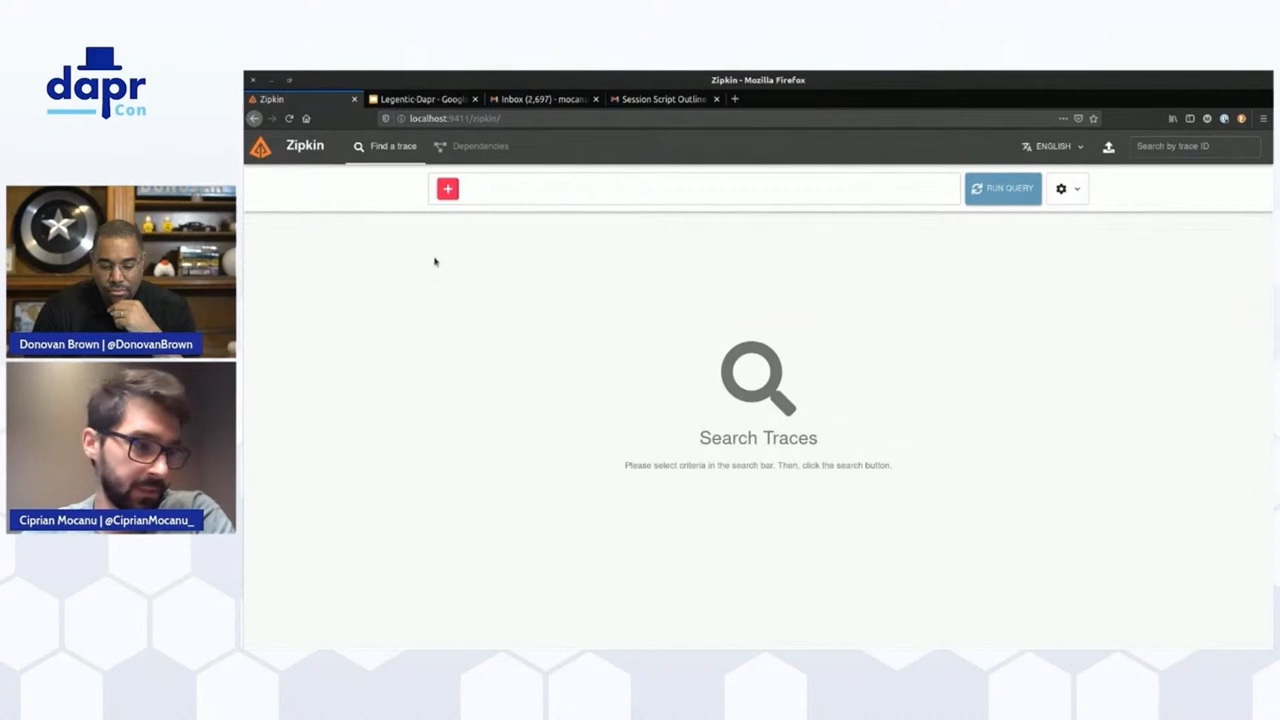 dapr
Con
Zipkin - Mozilla Firefox
Zipkin
Legentic-Dapr - Googl
Inbox (2,697) - mocanu
Session Script Outline
localhost:9411/zipkin/
Zipkin
Find a trace
Dependencies
ENGLISH
Search by trace ID
RUN QUERY
Search Traces
Please select criteria in the search bar. Then, click the search button.
Donovan Brown | @DonovanBrown
Ciprian Mocanu | @CiprianMocanu_